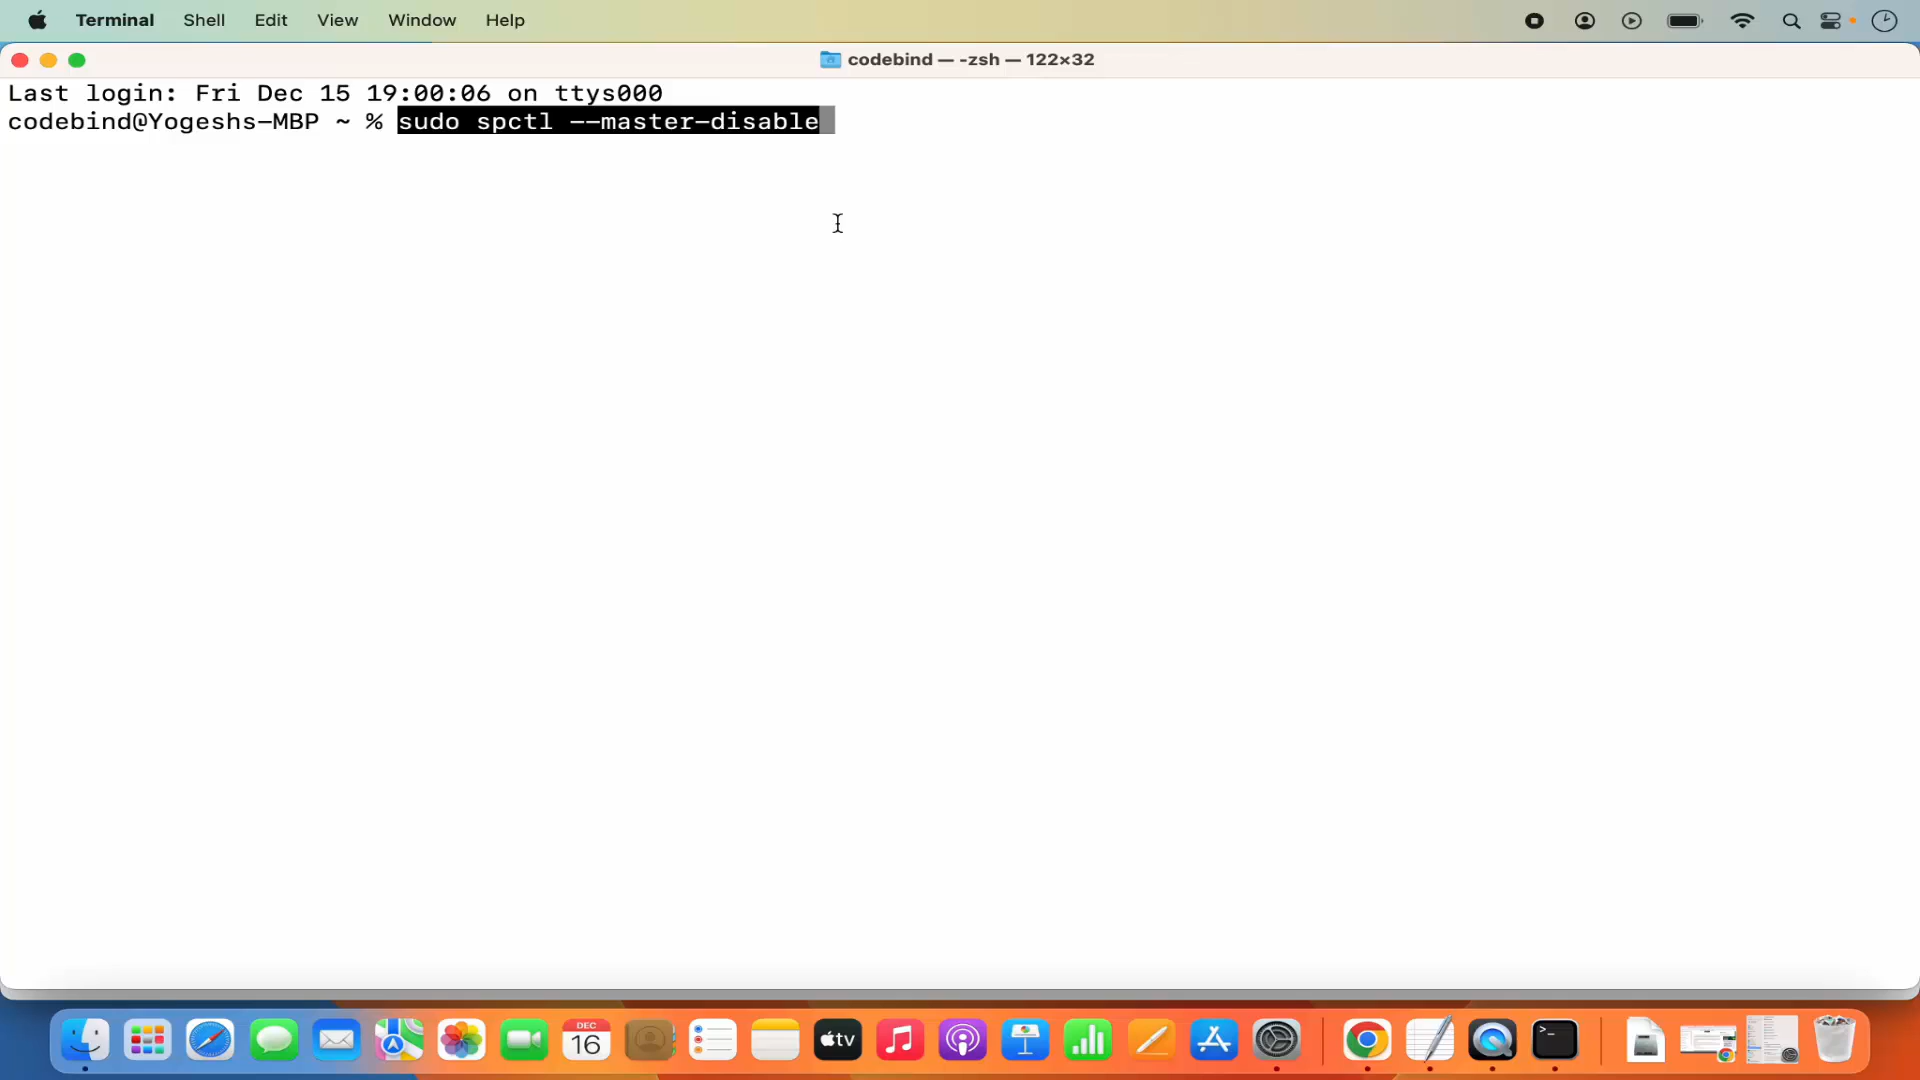 Terminal Shell Edit View Window Help
codebind — -zsh — 122×32
Last login: Fri Dec 15 19:00:06 on ttys000
codebind@Yogeshs-MBP ~ % sudo spctl --master-disable
DEC
16
tv